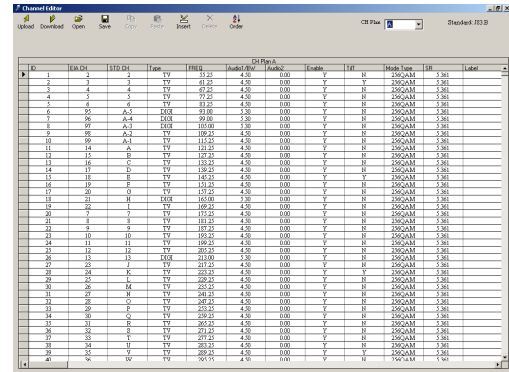 Channel Editor
Upload Download Open Save Copy Paste Insert Delete Order
CH Plan A Standard: J83.B
CH Plan A
ID EIA.CH STD.CH Type FREQ Audio1/BW Audio2 Enable TilT Mode Type SR Label
1 2 2 TV 55.25 4.50 0.00 Y N 256QAM 5.361
2 3 3 TV 61.25 4.50 0.00 Y Y 256QAM 5.361
3 4 4 TV 67.25 4.50 0.00 Y N 256QAM 5.361
4 5 5 TV 77.25 4.50 0.00 Y N 256QAM 5.361
5 6 6 TV 83.25 4.50 0.00 Y N 256QAM 5.361
6 95 A-5 DIGI 93.00 5.30 0.00 Y N 256QAM 5.361
7 96 A-4 DIGI 99.00 5.30 0.00 Y N 256QAM 5.361
8 97 A-3 DIGI 105.00 5.30 0.00 Y N 256QAM 5.361
9 98 A-2 TV 109.25 4.50 0.00 Y N 256QAM 5.361
10 99 A-1 TV 115.25 4.50 0.00 Y N 256QAM 5.361
11 14 A TV 121.25 4.50 0.00 Y N 256QAM 5.361
12 15 B TV 127.25 4.50 0.00 Y N 256QAM 5.361
13 16 C TV 133.25 4.50 0.00 Y N 256QAM 5.361
14 17 D TV 139.25 4.50 0.00 Y N 256QAM 5.361
15 18 E TV 145.25 4.50 0.00 Y Y 256QAM 5.361
16 19 F TV 151.25 4.50 0.00 Y N 256QAM 5.361
17 20 G TV 157.25 4.50 0.00 Y N 256QAM 5.361
18 21 H DIGI 165.00 5.30 0.00 Y N 256QAM 5.361
19 22 I TV 169.25 4.50 0.00 Y N 256QAM 5.361
20 7 7 TV 175.25 4.50 0.00 Y N 256QAM 5.361
21 8 8 TV 181.25 4.50 0.00 Y N 256QAM 5.361
22 9 9 TV 187.25 4.50 0.00 Y N 256QAM 5.361
23 10 10 TV 193.25 4.50 0.00 Y N 256QAM 5.361
24 11 11 TV 199.25 4.50 0.00 Y N 256QAM 5.361
25 12 12 TV 205.25 4.50 0.00 Y N 256QAM 5.361
26 13 13 DIGI 213.00 5.30 0.00 Y N 256QAM 5.361
27 23 J TV 217.25 4.50 0.00 Y N 256QAM 5.361
28 24 K TV 223.25 4.50 0.00 Y Y 256QAM 5.361
29 25 L TV 229.25 4.50 0.00 Y N 256QAM 5.361
30 26 M TV 235.25 4.50 0.00 Y N 256QAM 5.361
31 27 N TV 241.25 4.50 0.00 Y N 256QAM 5.361
32 28 O TV 247.25 4.50 0.00 Y N 256QAM 5.361
33 29 P TV 253.25 4.50 0.00 Y N 256QAM 5.361
34 30 Q TV 259.25 4.50 0.00 Y N 256QAM 5.361
35 31 R TV 265.25 4.50 0.00 Y N 256QAM 5.361
36 32 S TV 271.25 4.50 0.00 Y N 256QAM 5.361
37 33 T TV 277.25 4.50 0.00 Y N 256QAM 5.361
38 34 U TV 283.25 4.50 0.00 Y N 256QAM 5.361
39 35 V TV 289.25 4.50 0.00 Y Y 256QAM 5.361
40 36 W TV 295.25 4.50 0.00 Y N 256QAM 5.361